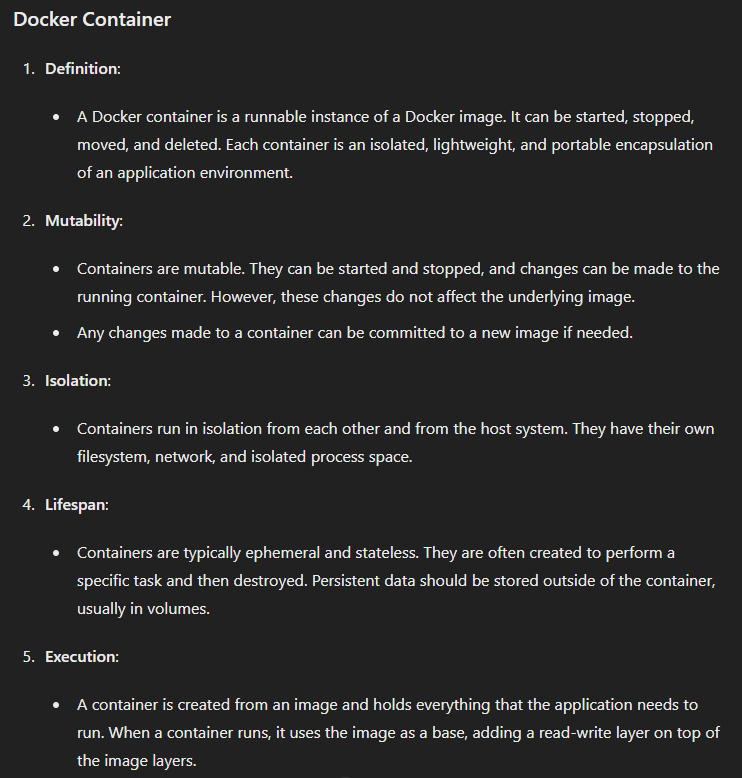 Docker Container
1. Definition:
• A Docker container is a runnable instance of a Docker image. It can be started, stopped,
moved, and deleted. Each container is an isolated, lightweight, and portable encapsulation
of an application environment.
2. Mutability:
• Containers are mutable. They can be started and stopped, and changes can be made to the
running container. However, these changes do not affect the underlying image.
• Any changes made to a container can be committed to a new image if needed.
3. Isolation:
• Containers run in isolation from each other and from the host system. They have their own
filesystem, network, and isolated process space.
4. Lifespan:
• Containers are typically ephemeral and stateless. They are often created to perform a
specific task and then destroyed. Persistent data should be stored outside of the container,
usually in volumes.
5. Execution:
• A container is created from an image and holds everything that the application needs to
run. When a container runs, it uses the image as a base, adding a read-write layer on top of
the image layers.